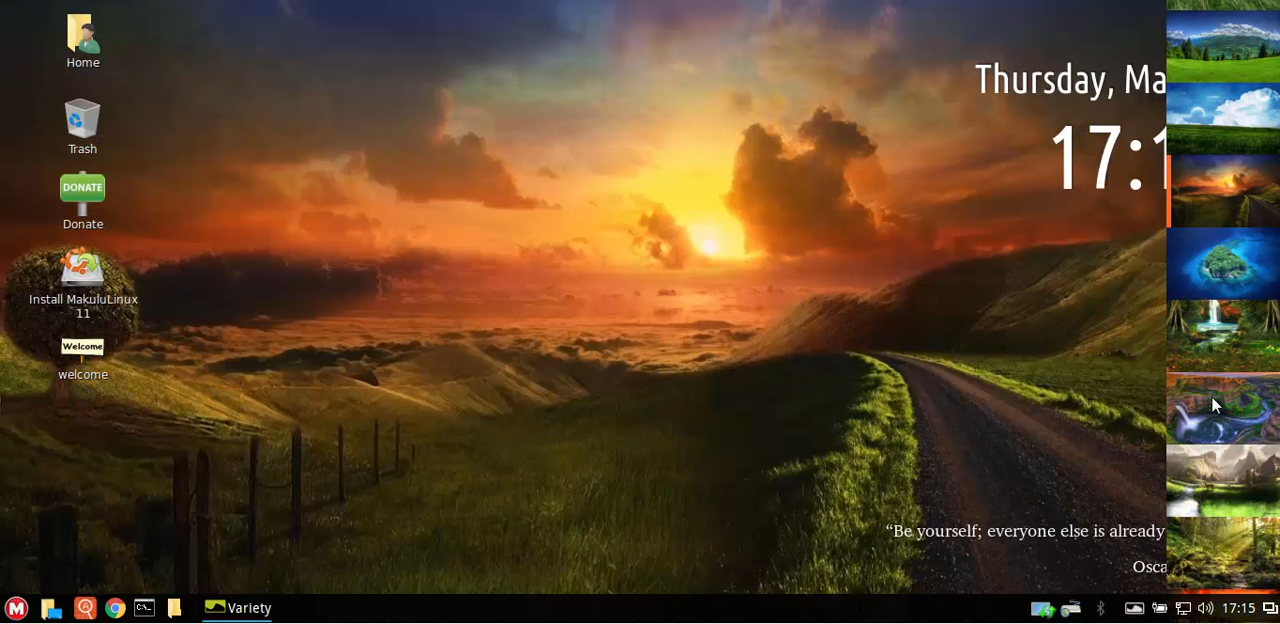 Home
Trash
DONATE
Donate
Install MakuluLinux
11
Welcome
welcome
Thursday, Ma
17:1
“Be yourself; everyone else is already
Osca
M
Variety
17:15